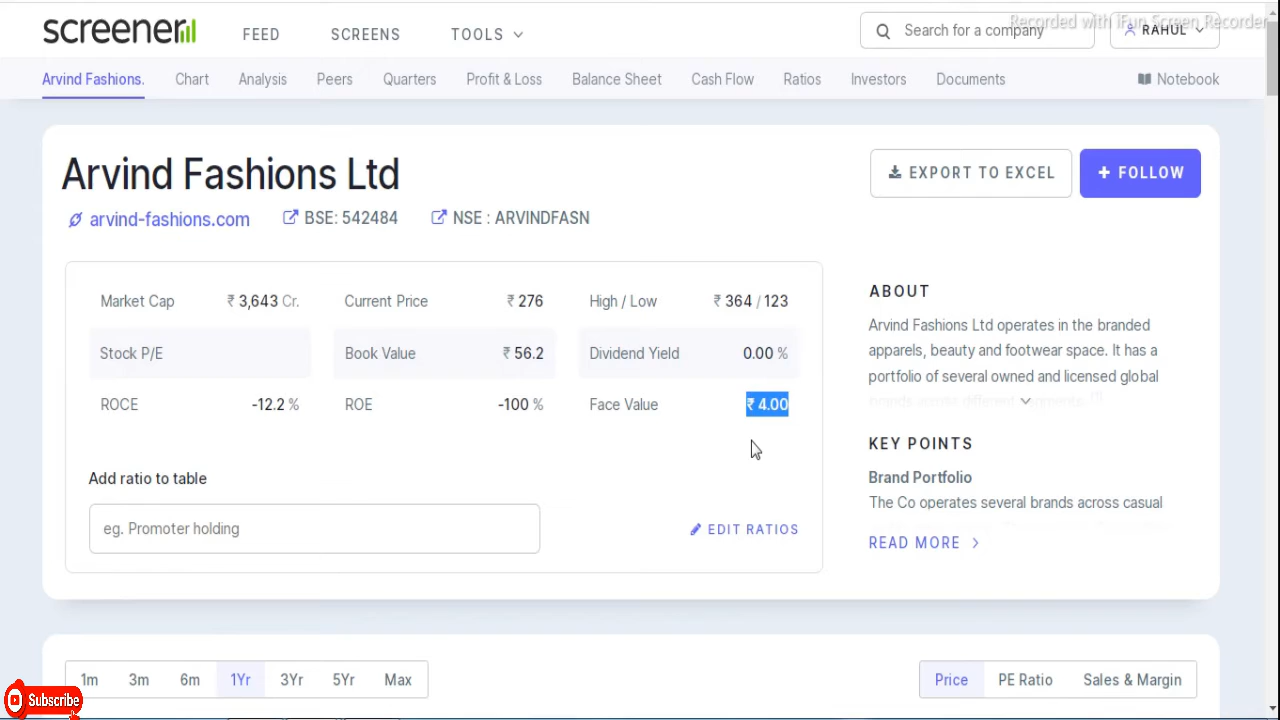 screener
FEED SCREENS TOOLS
Search for a company
Recorded with iFun Screen Recorder
RAHUL
Arvind Fashions. Chart Analysis Peers Quarters Profit & Loss Balance Sheet Cash Flow Ratios Investors Documents Notebook
Arvind Fashions Ltd
EXPORT TO EXCEL
+ FOLLOW
arvind-fashions.com BSE: 542484 NSE : ARVINDFASN
Market Cap ₹ 3,643 Cr. Current Price ₹ 276 High / Low ₹ 364 / 123
Stock P/E Book Value ₹ 56.2 Dividend Yield 0.00 %
ROCE -12.2 % ROE -100 % Face Value ₹ 4.00
Add ratio to table
eg. Promoter holding
EDIT RATIOS
ABOUT
Arvind Fashions Ltd operates in the branded
apparels, beauty and footwear space. It has a
portfolio of several owned and licensed global
brands across different segments. [1]
KEY POINTS
Brand Portfolio
The Co operates several brands across casual
READ MORE
1m 3m 6m 1Yr 3Yr 5Yr Max
Price PE Ratio Sales & Margin
Subscribe